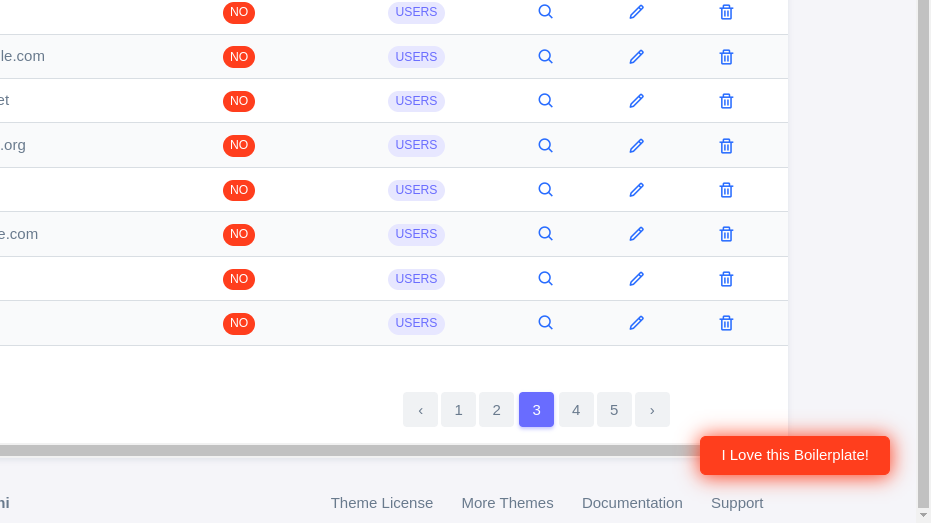 NO USERS
le.com NO USERS
et NO USERS
.org NO USERS
NO USERS
e.com NO USERS
NO USERS
NO USERS
‹ 1 2 3 4 5 ›
I Love this Boilerplate!
ni Theme License More Themes Documentation Support